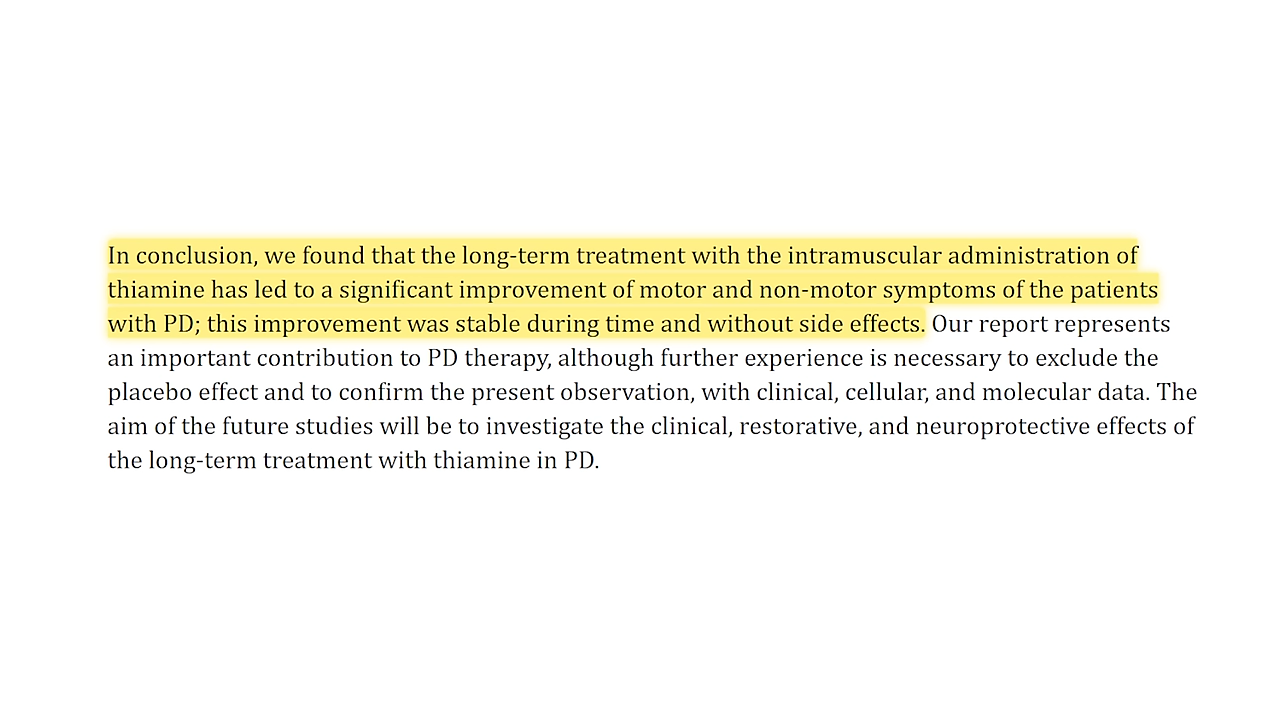 In conclusion, we found that the long-term treatment with the intramuscular administration of
thiamine has led to a significant improvement of motor and non-motor symptoms of the patients
with PD; this improvement was stable during time and without side effects. Our report represents
an important contribution to PD therapy, although further experience is necessary to exclude the
placebo effect and to confirm the present observation, with clinical, cellular, and molecular data. The
aim of the future studies will be to investigate the clinical, restorative, and neuroprotective effects of
the long-term treatment with thiamine in PD.